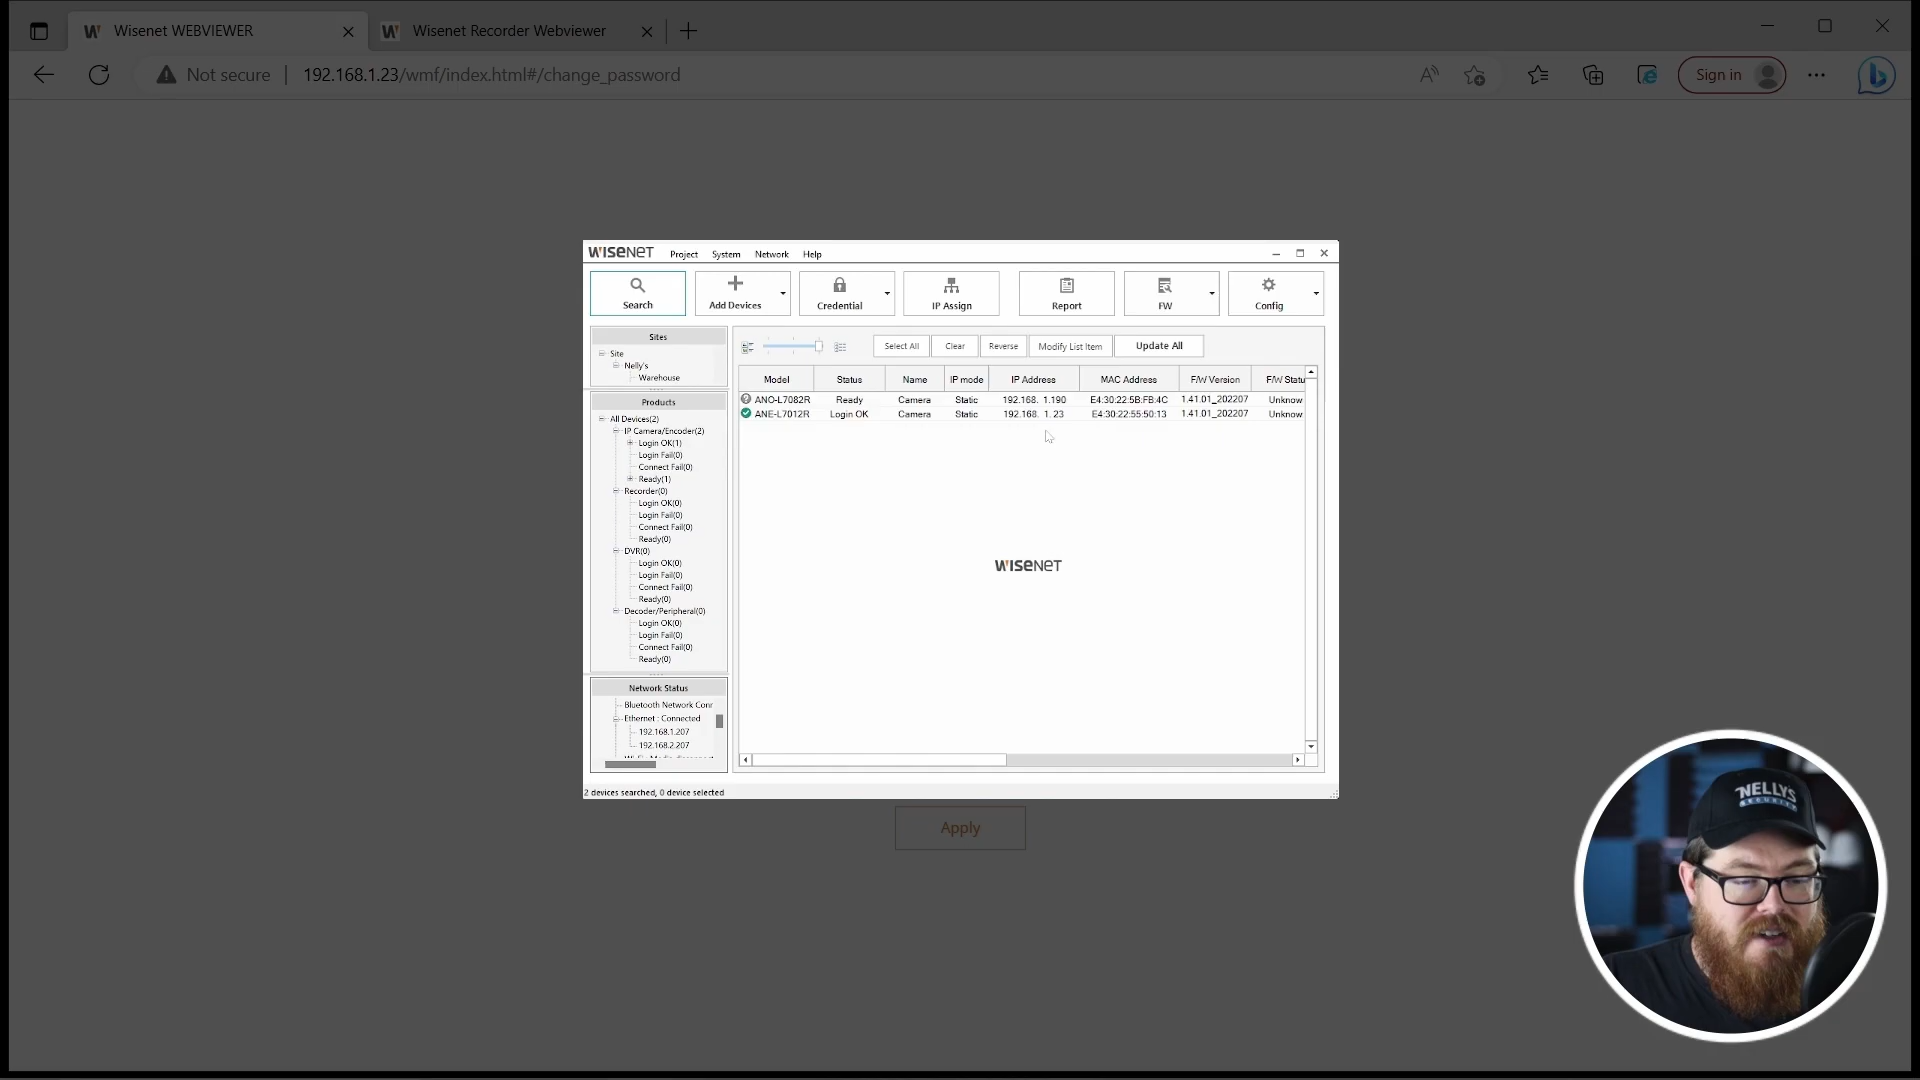 Wisenet WEBVIEWER
Wisenet Recorder Webviewer
Not secure
192.168.1.23/wmf/index.html#/change_password
Sign in
WISENET
Project
System
Network
Help
Search
Add Devices
Credential
IP Assign
Report
FW
Config
Sites
Site
Nelly's
Warehouse
Select All
Clear
Reverse
Modify List Item
Update All
Model Status Name IP mode IP Address MAC Address F/W Version F/W Statu
ANO-L7082R Ready Camera Static 192.168. 1.190 E4:30:22:5B:FB:4C 1.41.01_202207 Unknow
ANE-L7012R Login OK Camera Static 192.168. 1. 23 E4:30:22:55:50:13 1.41.01_202207 Unknow
Products
All Devices(2)
IP Camera/Encoder(2)
Login OK(1)
Login Fail(0)
Connect Fail(0)
Ready(1)
Recorder(0)
Login OK(0)
Login Fail(0)
Connect Fail(0)
Ready(0)
DVR(0)
Login OK(0)
Login Fail(0)
Connect Fail(0)
Ready(0)
Decoder/Peripheral(0)
Login OK(0)
Login Fail(0)
Connect Fail(0)
Ready(0)
WISENET
Network Status
Bluetooth Network Conr
Ethernet : Connected
192.168.1.207
192.168.2.207
2 devices searched, 0 device selected
Apply
NELLYS
SECURITY